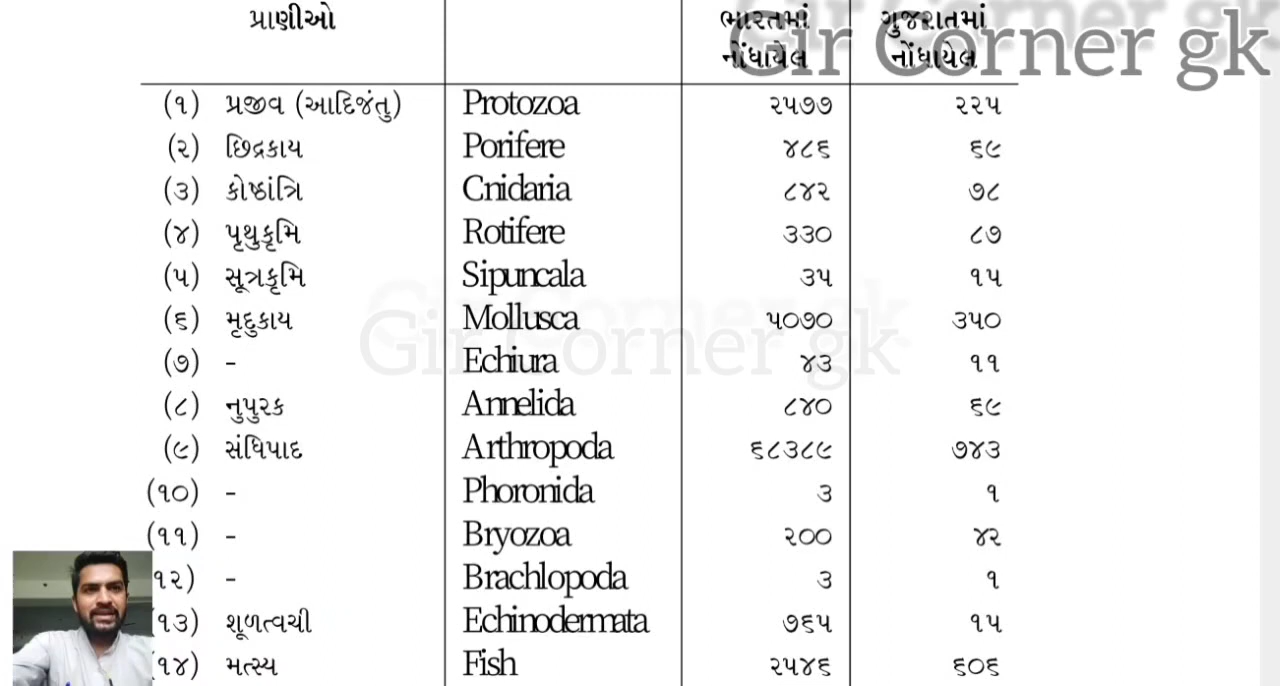 પ્રાણીઓ ભારતમાં ગુજરાતમાં
નોંધાયેલ નોંધાયેલ
Gir Corner gk
(૧) પ્રજીવ (આદિજંતુ) Protozoa ૨૫૭૭ ૨૨૫
(૨) છિદ્રકાય Porifere ૪૮૬ ૬૯
(૩) કોષ્ઠાંત્રિ Cnidaria ૮૪૨ ૭૮
(૪) પૃથુકૃમિ Rotifere ૩૩૦ ૮૭
(૫) સૂત્રકૃમિ Sipuncala ૩૫ ૧૫
(૬) મૃદુકાય Mollusca ૫૦૭૦ ૩૫૦
Gir Corner gk
(૭) - Echiura ૪૩ ૧૧
(૮) નુપુરક Annelida ૮૪૦ ૬૯
(૯) સંધિપાદ Arthropoda ૬૮૩૮૯ ૭૪૩
(૧૦) - Phoronida ૩ ૧
(૧૧) - Bryozoa ૨૦૦ ૪૨
૧૨) - Brachlopoda ૩ ૧
૧૩) શૂળત્વચી Echinodermata ૭૬૫ ૧૫
૧૪) મત્સ્ય Fish ૨૫૪૬ ૬૦૬